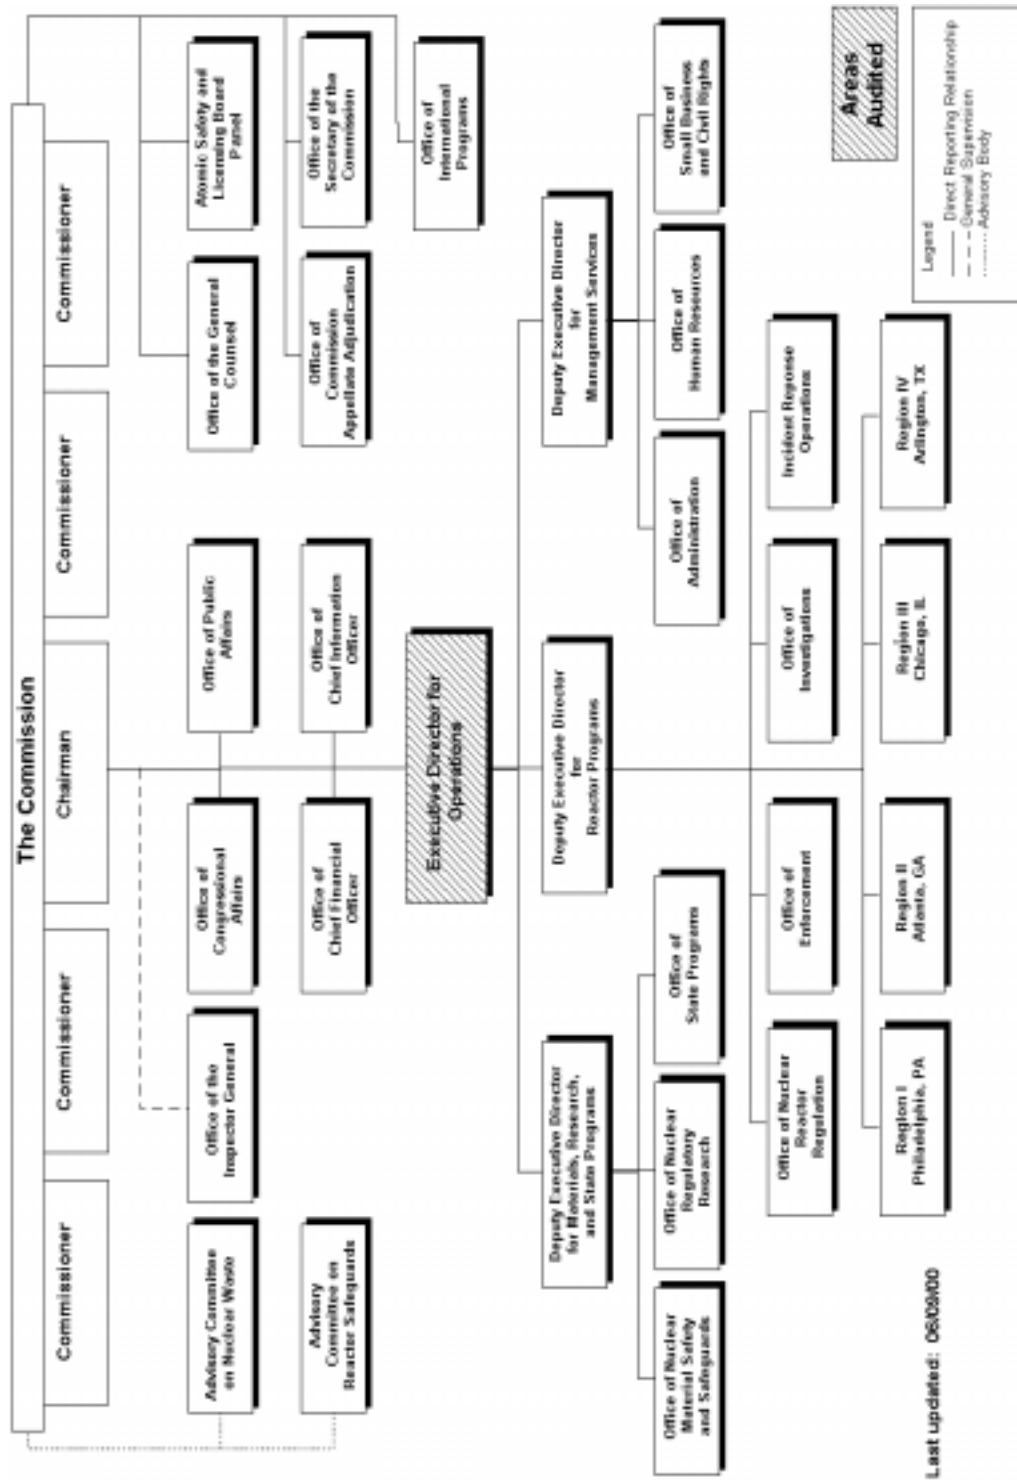 The Commission
Commissioner
Commissioner
Chairman
Commissioner
Commissioner
Advisory Committee
on Nuclear Waste
Office of the
Inspector General
Office of
Congressional
Affairs
Office of Public
Affairs
Office of the General
Counsel
Atomic Safety and
Licensing Board
Panel
Advisory
Committee on
Reactor Safeguards
Office of
Chief Financial
Officer
Office of
Chief Information
Officer
Office of
Commission
Appellate Adjudication
Office of the
Secretary of the
Commission
Office of
International
Programs
Executive Director for
Operations
Deputy Executive Director
for Materials, Research,
and State Programs
Deputy Executive Director
for
Reactor Programs
Deputy Executive Director
for
Management Services
Office of Nuclear
Material Safety
and Safeguards
Office of Nuclear
Regulatory
Research
Office of
State Programs
Office of
Administration
Office of
Human Resources
Office of
Small Business
and Civil Rights
Office of Nuclear
Reactor
Regulation
Office of
Enforcement
Office of
Investigations
Incident Reponse
Operations
Region I
Philadelphia, PA
Region II
Atlanta, GA
Region III
Chicago, IL
Region IV
Arlington, TX
Areas
Audited
Legend
Direct Reporting Relationship
General Supervision
Advisory Body
Last updated: 06/09/00